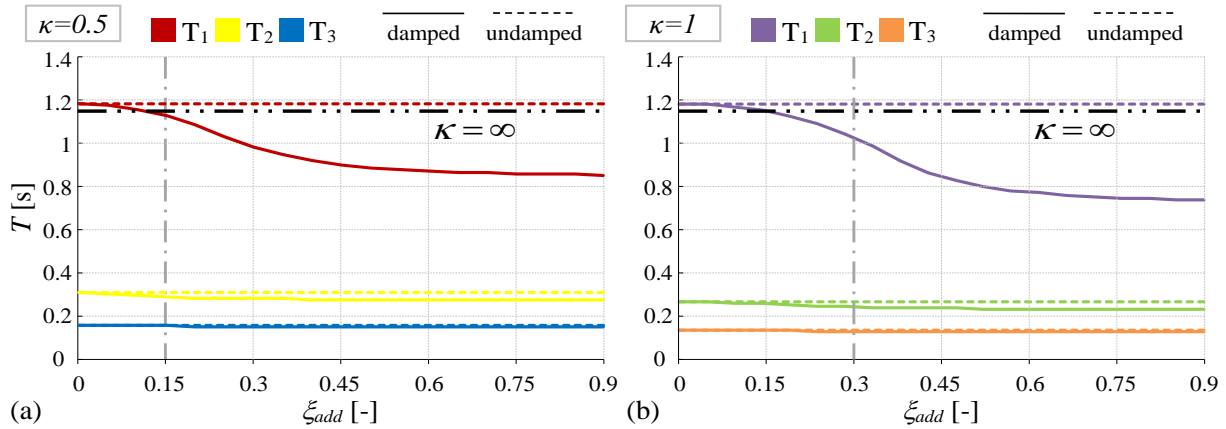 κ=0.5 T₁ T₂ T₃ damped undamped
1.4
1.2
1
0.8
0.6
0.4
0.2
0
T [s]
κ = ∞
0 0.15 0.3 0.45 0.6 0.75 0.9
(a) ξadd [-]
κ=1 T₁ T₂ T₃ damped undamped
1.4
1.2
1
0.8
0.6
0.4
0.2
0
κ = ∞
0 0.15 0.3 0.45 0.6 0.75 0.9
(b) ξadd [-]